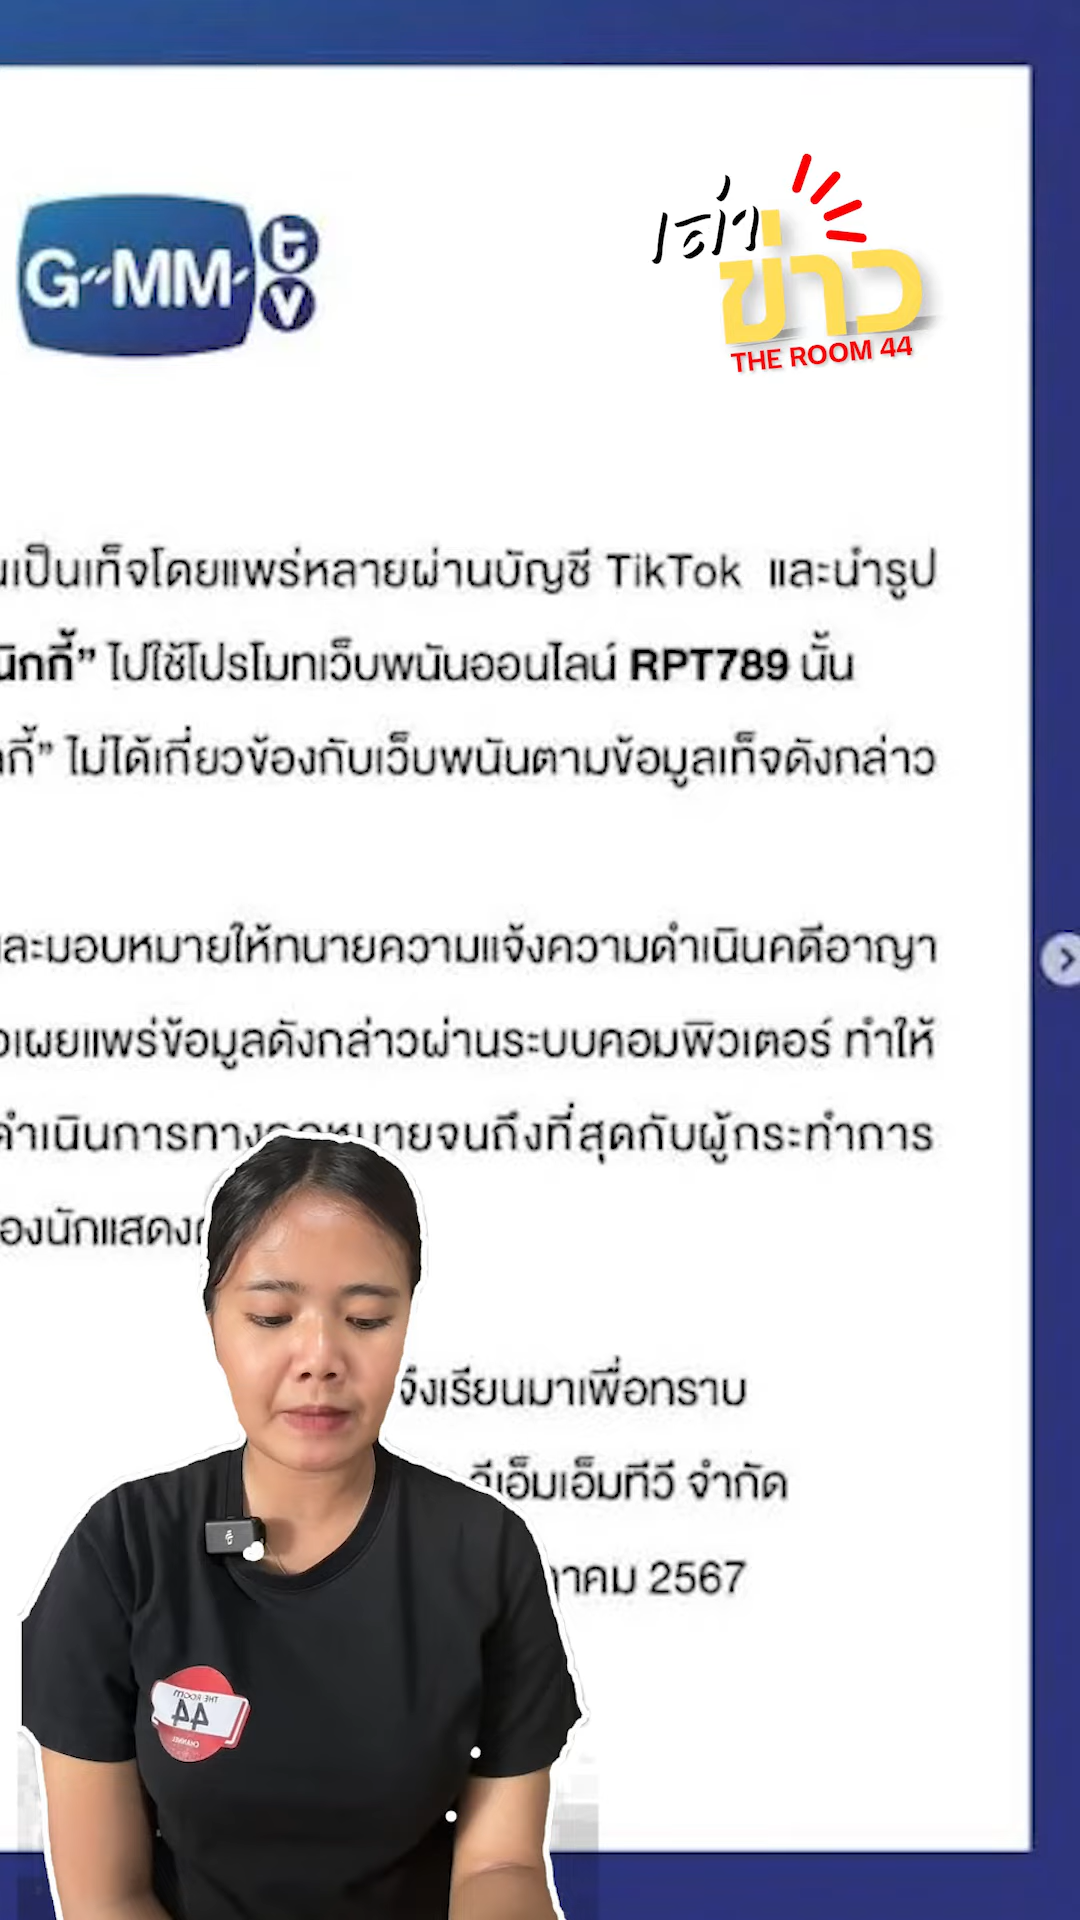 G"MM' tv
เล่า
ข่าว
THE ROOM 44
เป็นเท็จโดยแพร่หลายผ่านบัญชี TikTok และนำรูป
นิกกี้” ไปใช้โปรโมทเว็บพนันออนไลน์ RPT789 นั้น
กี้” ไม่ได้เกี่ยวข้องกับเว็บพนันตามข้อมูลเท็จดังกล่าว
และมอบหมายให้ทนายความแจ้งความดำเนินคดีอาญา
เผยแพร่ข้อมูลดังกล่าวผ่านระบบคอมพิวเตอร์ ทำให้
ดำเนินการทางกฎหมายจนถึงที่สุดกับผู้กระทำการ
องนักแสดง
จึงเรียนมาเพื่อทราบ
เอ็มเอ็มทีวี จำกัด
าคม 2567
THE ROOM
44
CHANNEL